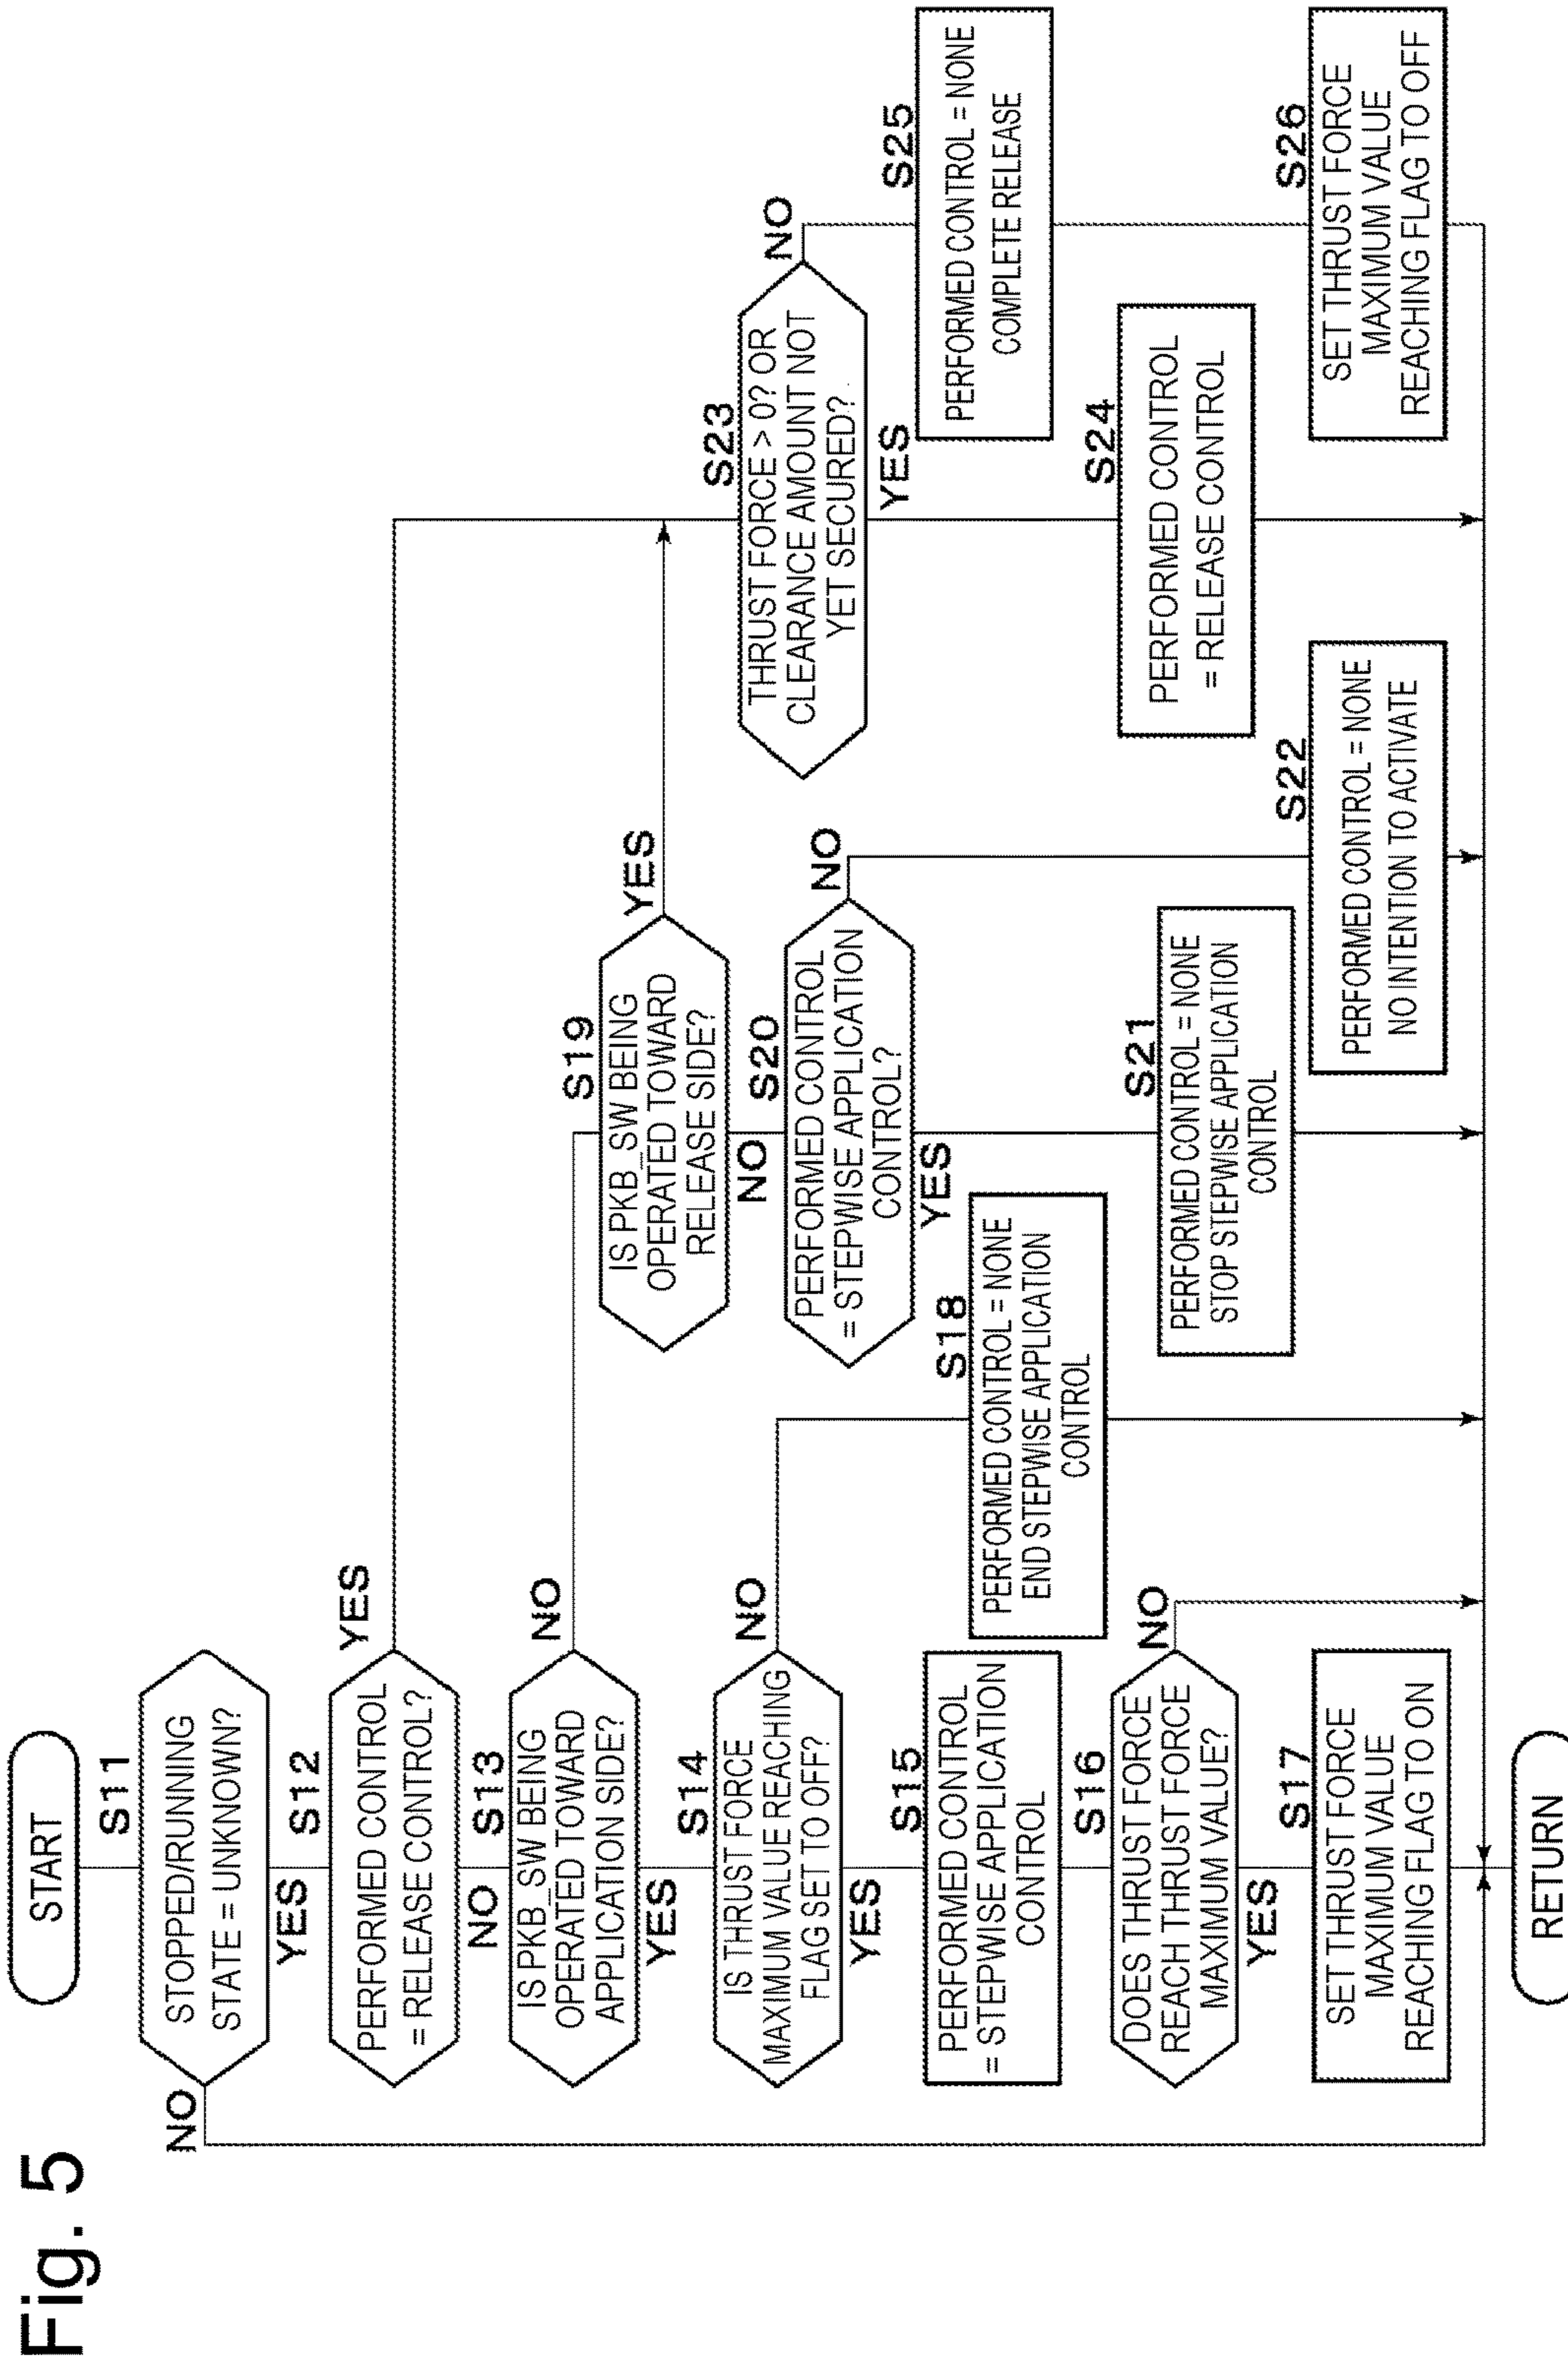 Fig. 5
START
S11
STOPPED/RUNNING
STATE = UNKNOWN?
NO
YES
S12
PERFORMED CONTROL
= RELEASE CONTROL?
YES
NO
S13
IS PKB_SW BEING
OPERATED TOWARD
APPLICATION SIDE?
NO
YES
S14
IS THRUST FORCE
MAXIMUM VALUE REACHING
FLAG SET TO OFF?
NO
YES
S15
PERFORMED CONTROL
= STEPWISE APPLICATION
CONTROL
S16
DOES THRUST FORCE
REACH THRUST FORCE
MAXIMUM VALUE?
NO
YES
S17
SET THRUST FORCE
MAXIMUM VALUE
REACHING FLAG TO ON
RETURN
S18
PERFORMED CONTROL = NONE
END STEPWISE APPLICATION
CONTROL
S19
IS PKB_SW BEING
OPERATED TOWARD
RELEASE SIDE?
YES
NO
S20
PERFORMED CONTROL
= STEPWISE APPLICATION
CONTROL?
NO
YES
S21
PERFORMED CONTROL = NONE
STOP STEPWISE APPLICATION
CONTROL
S22
PERFORMED CONTROL = NONE
NO INTENTION TO ACTIVATE
S23
THRUST FORCE > 0? OR
CLEARANCE AMOUNT NOT
YET SECURED?
NO
YES
S24
PERFORMED CONTROL
= RELEASE CONTROL
S25
PERFORMED CONTROL = NONE
COMPLETE RELEASE
S26
SET THRUST FORCE
MAXIMUM VALUE
REACHING FLAG TO OFF